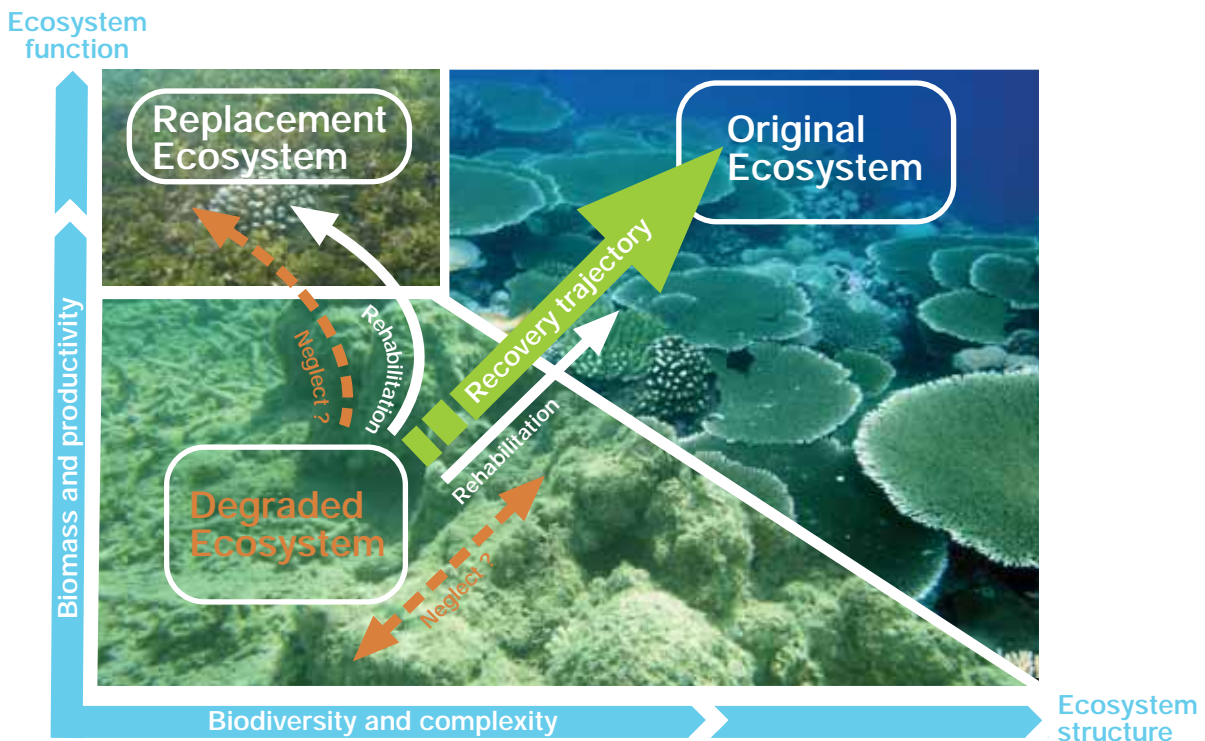 Ecosystem
function
Replacement
Ecosystem
Original
Ecosystem
Recovery trajectory
Rehabilitation
Neglect ?
Rehabilitation
Degraded
Ecosystem
Neglect ?
Biomass and productivity
Biodiversity and complexity
Ecosystem
structure